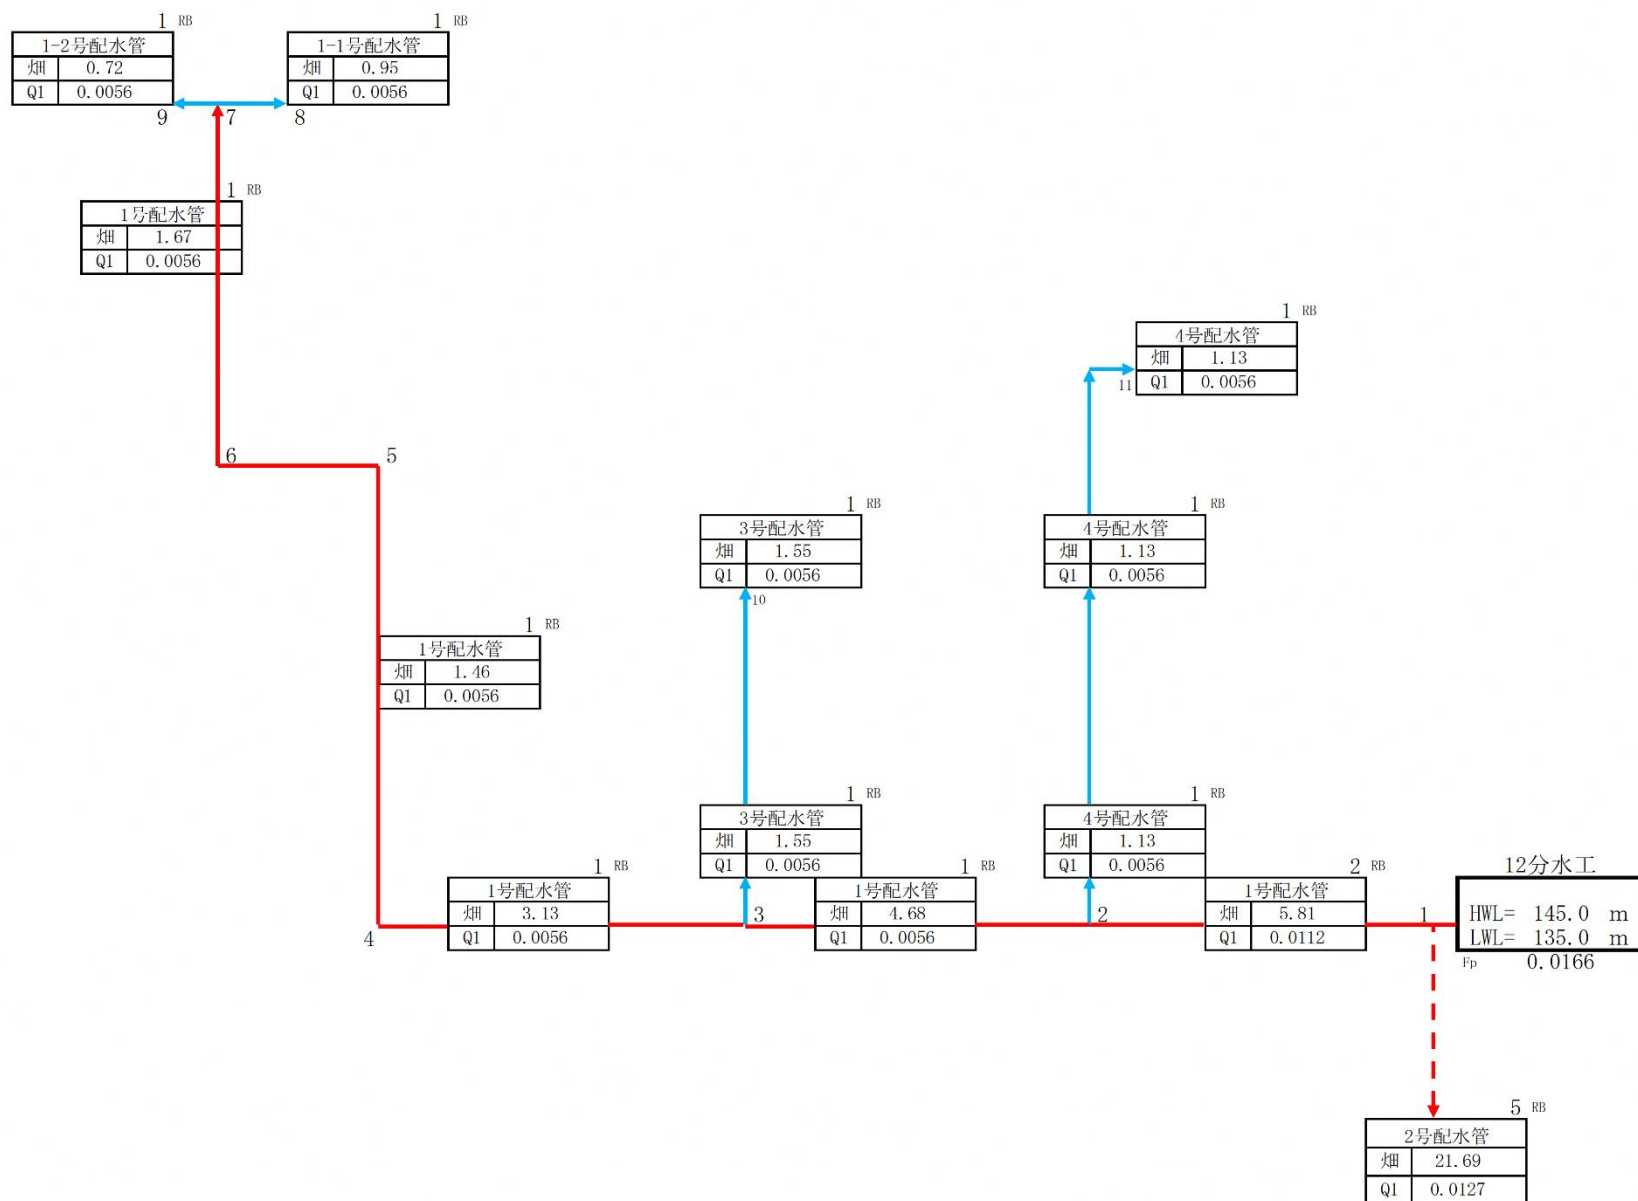 1 RB
1-2号配水管
畑 0.72
Q1 0.0056
1 RB
1-1号配水管
畑 0.95
Q1 0.0056
9 7 8
1 RB
1号配水管
畑 1.67
Q1 0.0056
1 RB
4号配水管
畑 1.13
Q1 0.0056
11
6 5
1 RB
3号配水管
畑 1.55
Q1 0.0056
10
1 RB
4号配水管
畑 1.13
Q1 0.0056
1 RB
1号配水管
畑 1.46
Q1 0.0056
1 RB
3号配水管
畑 1.55
Q1 0.0056
1 RB
4号配水管
畑 1.13
Q1 0.0056
4
1 RB
1号配水管
畑 3.13
Q1 0.0056
3
1 RB
1号配水管
畑 4.68
Q1 0.0056
2
2 RB
1号配水管
畑 5.81
Q1 0.0112
1
12分水工
HWL= 145.0 m
LWL= 135.0 m
Fp 0.0166
5 RB
2号配水管
畑 21.69
Q1 0.0127